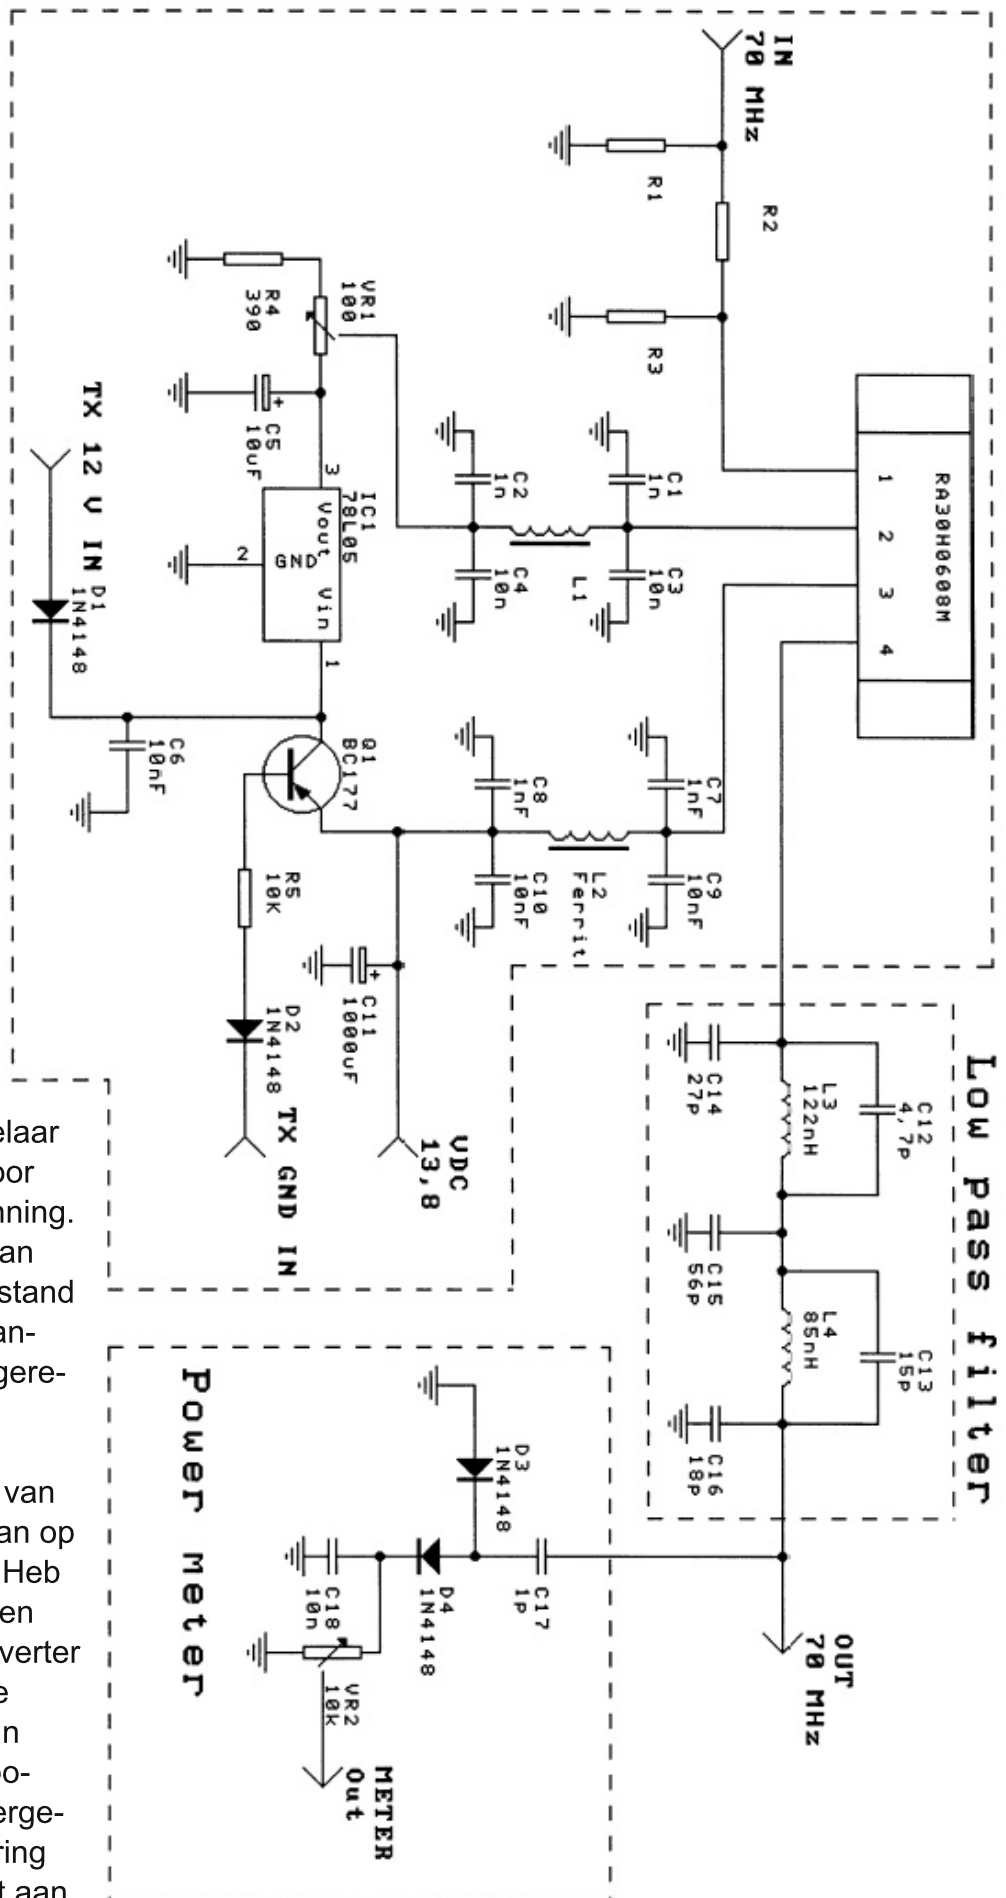 IN
70 MHz
R1
R2
R3
RA30H0608M
1
2
3
4
VR1
100
R4
390
C5
10uF
+
3
IC1
78L05
Vout
GND
Vin
2
1
TX 12 V IN
D1
1N4148
C2
1n
C1
1n
C4
10n
C3
10n
L1
C6
10nF
Q1
BC177
C8
1nF
C7
1nF
C10
10nF
C9
10nF
L2
Ferrit
R5
10K
C11
1000uF
+
D2
1N4148
TX GND IN
VDC
13,8
Low pass filter
C14
27p
L3
122nH
C12
4,7p
C15
56p
L4
85nH
C13
15p
C16
18p
OUT
70 MHz
Power meter
D3
1N4148
C17
1p
D4
1N4148
C18
10n
VR2
10k
METER
Out
elaar
oor
nning.
an
stand
an-
gere-
van
an op
Heb
en
verter
e
n
oo-
erge-
ring
t aan